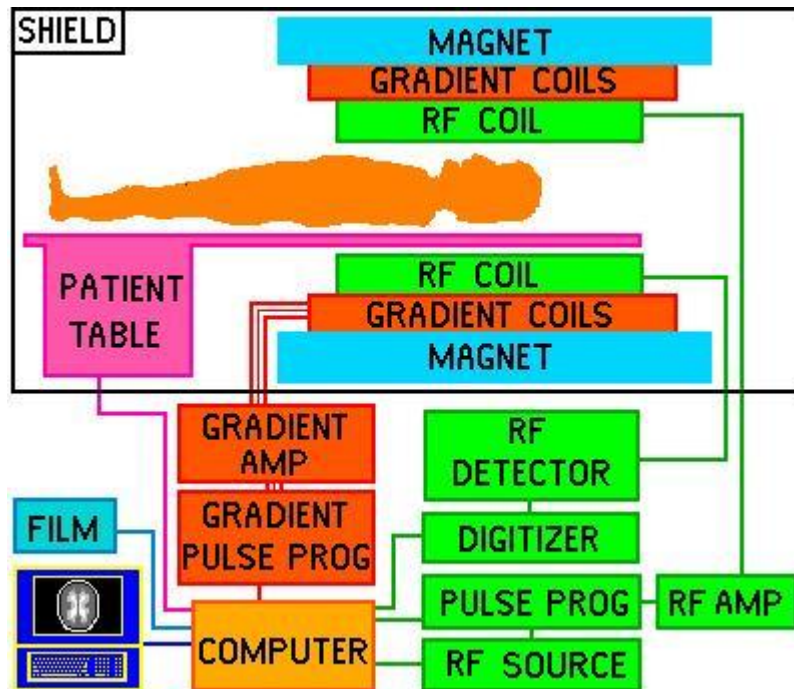 SHIELD
MAGNET
GRADIENT COILS
RF COIL
RF COIL
GRADIENT COILS
MAGNET
PATIENT
TABLE
GRADIENT
AMP
RF
DETECTOR
GRADIENT
PULSE PROG
FILM
DIGITIZER
PULSE PROG
RF AMP
COMPUTER
RF SOURCE